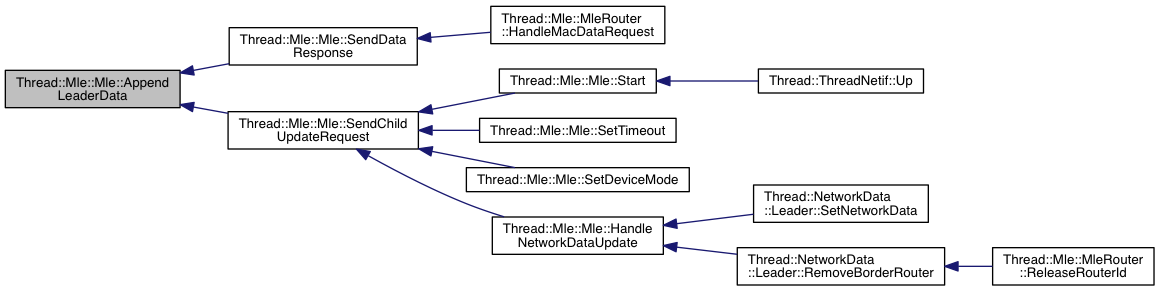 Thread::Mle::Mle::Append
LeaderData
Thread::Mle::Mle::SendData
Response
Thread::Mle::MleRouter
::HandleMacDataRequest
Thread::Mle::Mle::SendChild
UpdateRequest
Thread::Mle::Mle::Start
Thread::ThreadNetif::Up
Thread::Mle::Mle::SetTimeout
Thread::Mle::Mle::SetDeviceMode
Thread::Mle::Mle::Handle
NetworkDataUpdate
Thread::NetworkData
::Leader::SetNetworkData
Thread::NetworkData
::Leader::RemoveBorderRouter
Thread::Mle::MleRouter
::ReleaseRouterId